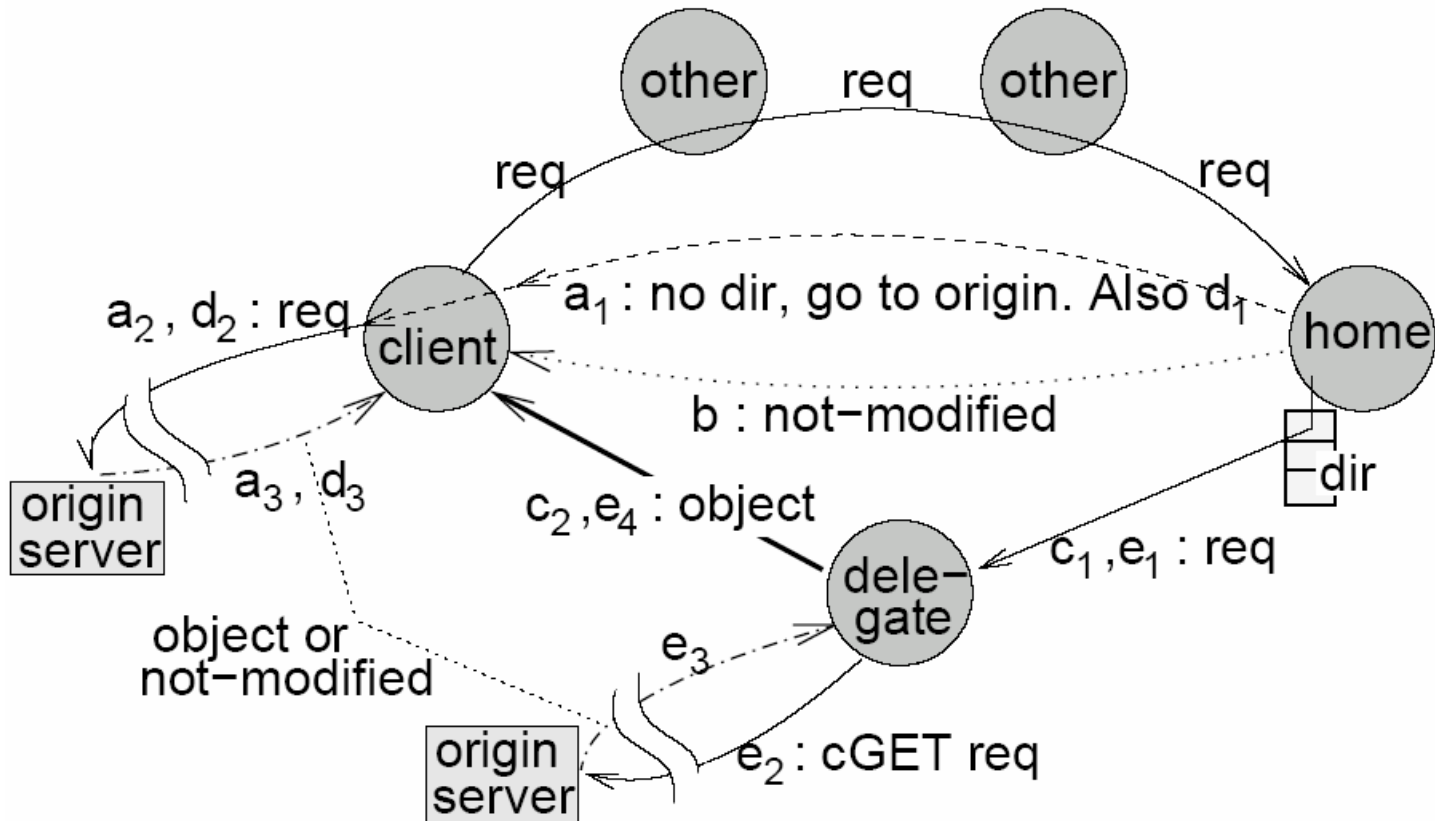 other
req
other
req
req
a₁ : no dir, go to origin. Also d₁
a₂ , d₂ : req
client
home
b : not−modified
dir
origin
server
a₃ , d₃
c₂ ,e₄ : object
c₁ ,e₁ : req
dele−
gate
object or
not−modified
e₃
origin
server
e₂ : cGET req